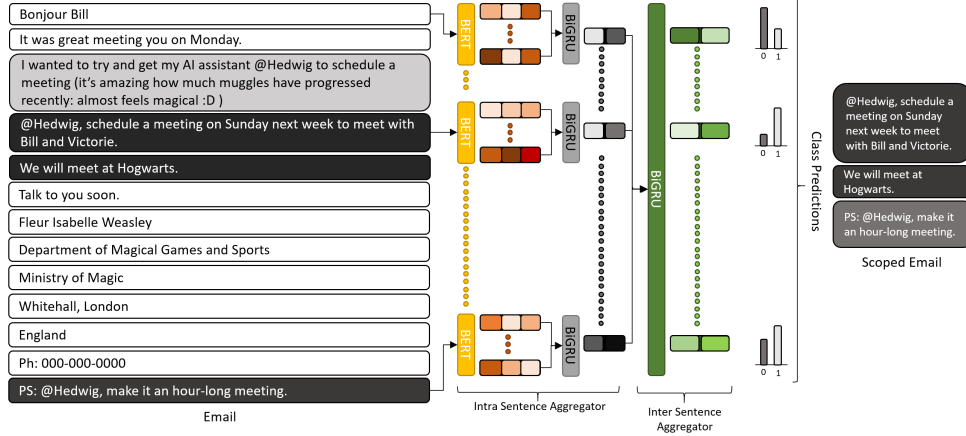 Bonjour Bill
It was great meeting you on Monday.
I wanted to try and get my AI assistant @Hedwig to schedule a
meeting (it's amazing how much muggles have progressed
recently: almost feels magical :D )
@Hedwig, schedule a meeting on Sunday next week to meet with
Bill and Victorie.
We will meet at Hogwarts.
Talk to you soon.
Fleur Isabelle Weasley
Department of Magical Games and Sports
Ministry of Magic
Whitehall, London
England
Ph: 000-000-0000
PS: @Hedwig, make it an hour-long meeting.
Email
BERT
BiGRU
BERT
BiGRU
BERT
BiGRU
Intra Sentence Aggregator
BiGRU
Inter Sentence
Aggregator
0 1
0 1
0 1
Class Predictions
@Hedwig, schedule a
meeting on Sunday
next week to meet
with Bill and Victorie.
We will meet at
Hogwarts.
PS: @Hedwig, make it
an hour-long meeting.
Scoped Email